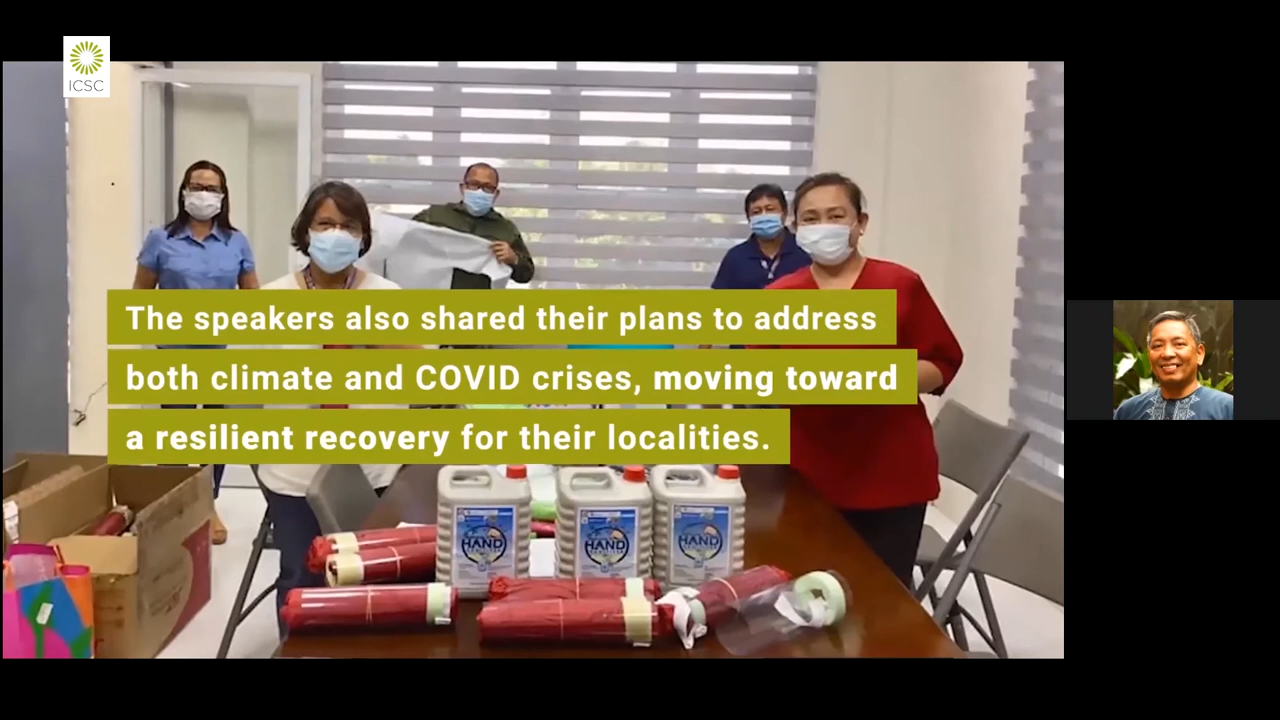 ICSC
The speakers also shared their plans to address
both climate and COVID crises, moving toward
a resilient recovery for their localities.
HAND
HAND
HAND